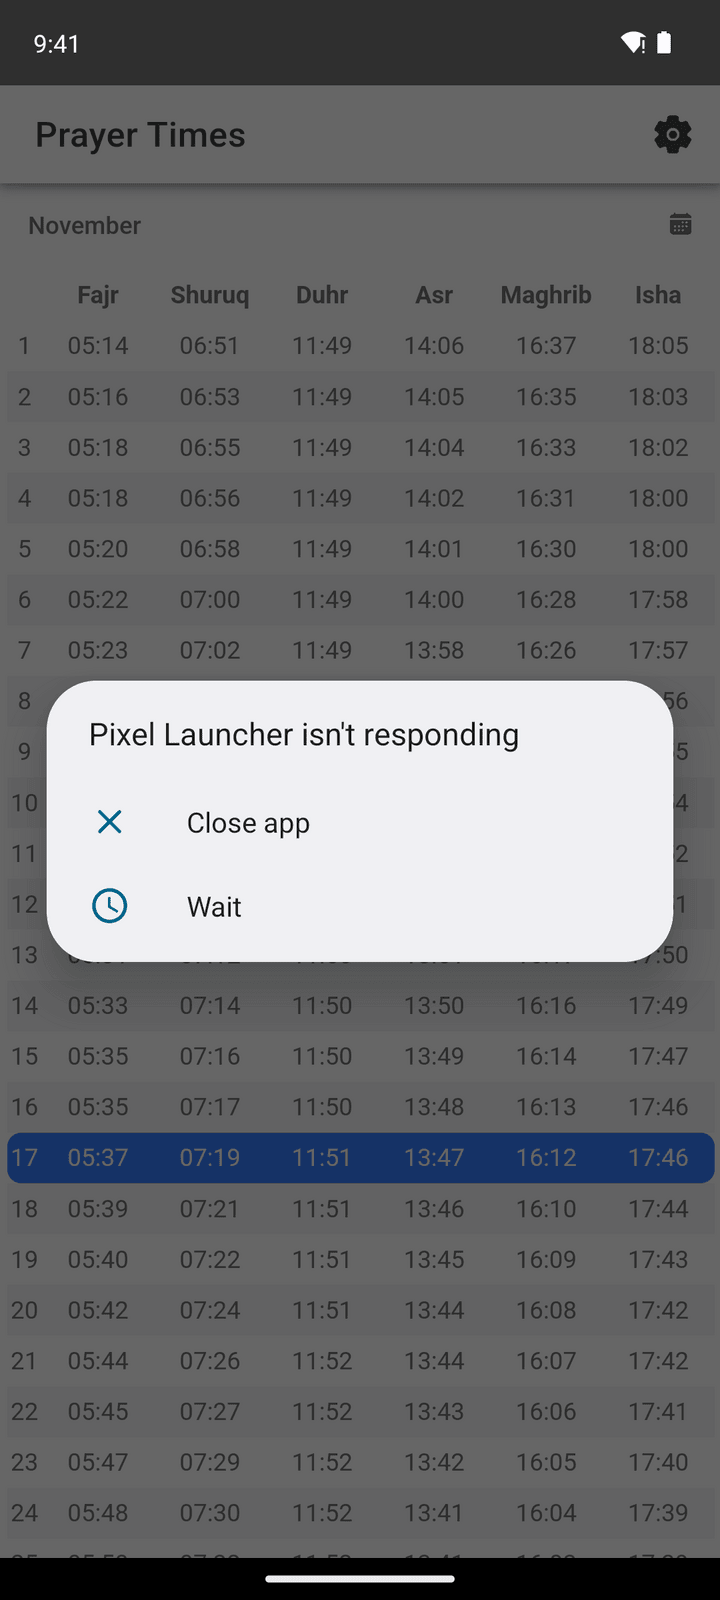 9:41
Prayer Times
November
Fajr Shuruq Duhr Asr Maghrib Isha
1 05:14 06:51 11:49 14:06 16:37 18:05
2 05:16 06:53 11:49 14:05 16:35 18:03
3 05:18 06:55 11:49 14:04 16:33 18:02
4 05:18 06:56 11:49 14:02 16:31 18:00
5 05:20 06:58 11:49 14:01 16:30 18:00
6 05:22 07:00 11:49 14:00 16:28 17:58
7 05:23 07:02 11:49 13:58 16:26 17:57
8
Pixel Launcher isn't responding
9
10
Close app
11
12
Wait
13
14 05:33 07:14 11:50 13:50 16:16 17:49
15 05:35 07:16 11:50 13:49 16:14 17:47
16 05:35 07:17 11:50 13:48 16:13 17:46
17 05:37 07:19 11:51 13:47 16:12 17:46
18 05:39 07:21 11:51 13:46 16:10 17:44
19 05:40 07:22 11:51 13:45 16:09 17:43
20 05:42 07:24 11:51 13:44 16:08 17:42
21 05:44 07:26 11:52 13:44 16:07 17:42
22 05:45 07:27 11:52 13:43 16:06 17:41
23 05:47 07:29 11:52 13:42 16:05 17:40
24 05:48 07:30 11:52 13:41 16:04 17:39